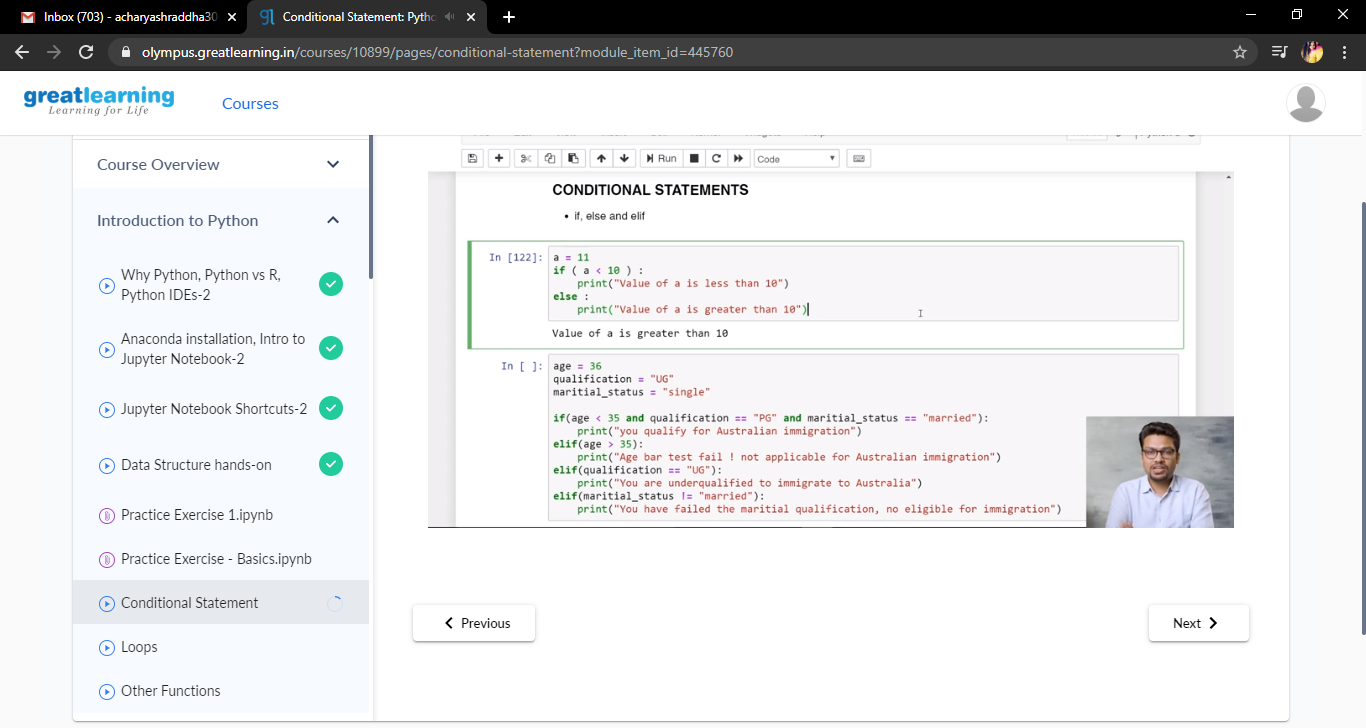 Inbox (703) - acharyashraddha30
Conditional Statement: Pytho
olympus.greatlearning.in/courses/10899/pages/conditional-statement?module_item_id=445760
greatlearning
Learning for Life
Courses
Course Overview
Introduction to Python
Why Python, Python vs R,
Python IDEs-2
Anaconda installation, Intro to
Jupyter Notebook-2
Jupyter Notebook Shortcuts-2
Data Structure hands-on
Practice Exercise 1.ipynb
Practice Exercise - Basics.ipynb
Conditional Statement
Loops
Other Functions
Run
Code
CONDITIONAL STATEMENTS
• if, else and elif
In [122]:
a = 11
if ( a < 10 ) :
print("Value of a is less than 10")
else :
print("Value of a is greater than 10")
Value of a is greater than 10
In [ ]:
age = 36
qualification = "UG"
maritial_status = "single"
if(age < 35 and qualification == "PG" and maritial_status == "married"):
print("you qualify for Australian immigration")
elif(age > 35):
print("Age bar test fail ! not applicable for Australian immigration")
elif(qualification == "UG"):
print("You are underqualified to immigrate to Australia")
elif(maritial_status != "married"):
print("You have failed the maritial qualification, no eligible for immigration")
Previous
Next